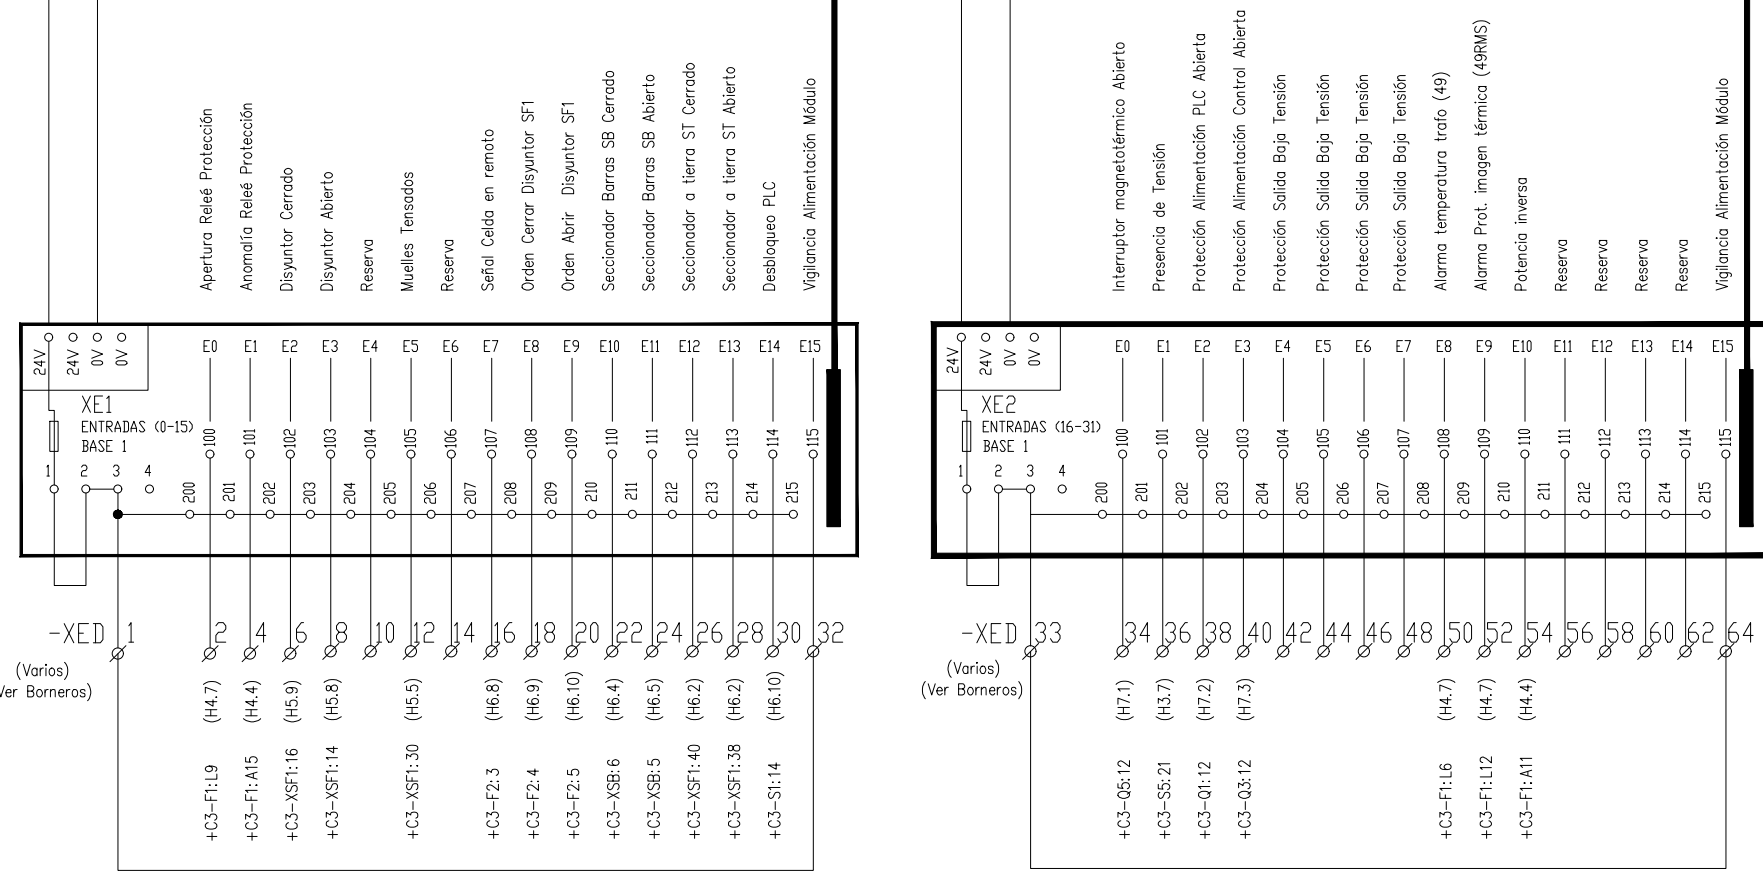 Apertura Releé Protección
Anomalía Releé Protección
Disyuntor Cerrado
Disyuntor Abierto
Reserva
Muelles Tensados
Reserva
Señal Celda en remoto
Orden Cerrar Disyuntor SF1
Orden Abrir Disyuntor SF1
Seccionador Barras SB Cerrado
Seccionador Barras SB Abierto
Seccionador a tierra ST Cerrado
Seccionador a tierra ST Abierto
Desbloqueo PLC
Vigilancia Alimentación Módulo
24V 24V 0V 0V
E0 E1 E2 E3 E4 E5 E6 E7 E8 E9 E10 E11 E12 E13 E14 E15
XE1
ENTRADAS (0-15)
BASE 1
100 101 102 103 104 105 106 107 108 109 110 111 112 113 114 115
1 2 3 4
200 201 202 203 204 205 206 207 208 209 210 211 212 213 214 215
-XED 1 2 4 6 8 10 12 14 16 18 20 22 24 26 28 30 32
(Varios)
Ver Borneros)
(H4.7) (H4.4) (H5.9) (H5.8) (H5.5) (H6.8) (H6.9) (H6.10) (H6.4) (H6.5) (H6.2) (H6.2) (H6.10)
+C3-F1:L9
+C3-F1:A15
+C3-XSF1:16
+C3-XSF1:14
+C3-XSF1:30
+C3-F2:3
+C3-F2:4
+C3-F2:5
+C3-XSB:6
+C3-XSB:5
+C3-XSF1:40
+C3-XSF1:38
+C3-S1:14
Interruptor magnetotérmico Abierto
Presencia de Tensión
Protección Alimentación PLC Abierta
Protección Alimentación Control Abierta
Protección Salida Baja Tensión
Protección Salida Baja Tensión
Protección Salida Baja Tensión
Protección Salida Baja Tensión
Alarma temperatura trafo (49)
Alarma Prot. imagen térmica (49RMS)
Potencia inversa
Reserva
Reserva
Reserva
Reserva
Vigilancia Alimentación Módulo
24V 24V 0V 0V
E0 E1 E2 E3 E4 E5 E6 E7 E8 E9 E10 E11 E12 E13 E14 E15
XE2
ENTRADAS (16-31)
BASE 1
100 101 102 103 104 105 106 107 108 109 110 111 112 113 114 115
1 2 3 4
200 201 202 203 204 205 206 207 208 209 210 211 212 213 214 215
-XED 33 34 36 38 40 42 44 46 48 50 52 54 56 58 60 62 64
(Varios)
(Ver Borneros)
(H7.1) (H3.7) (H7.2) (H7.3) (H4.7) (H4.7) (H4.4)
+C3-Q5:12
+C3-S5:21
+C3-Q1:12
+C3-Q3:12
+C3-F1:L6
+C3-F1:L12
+C3-F1:A11